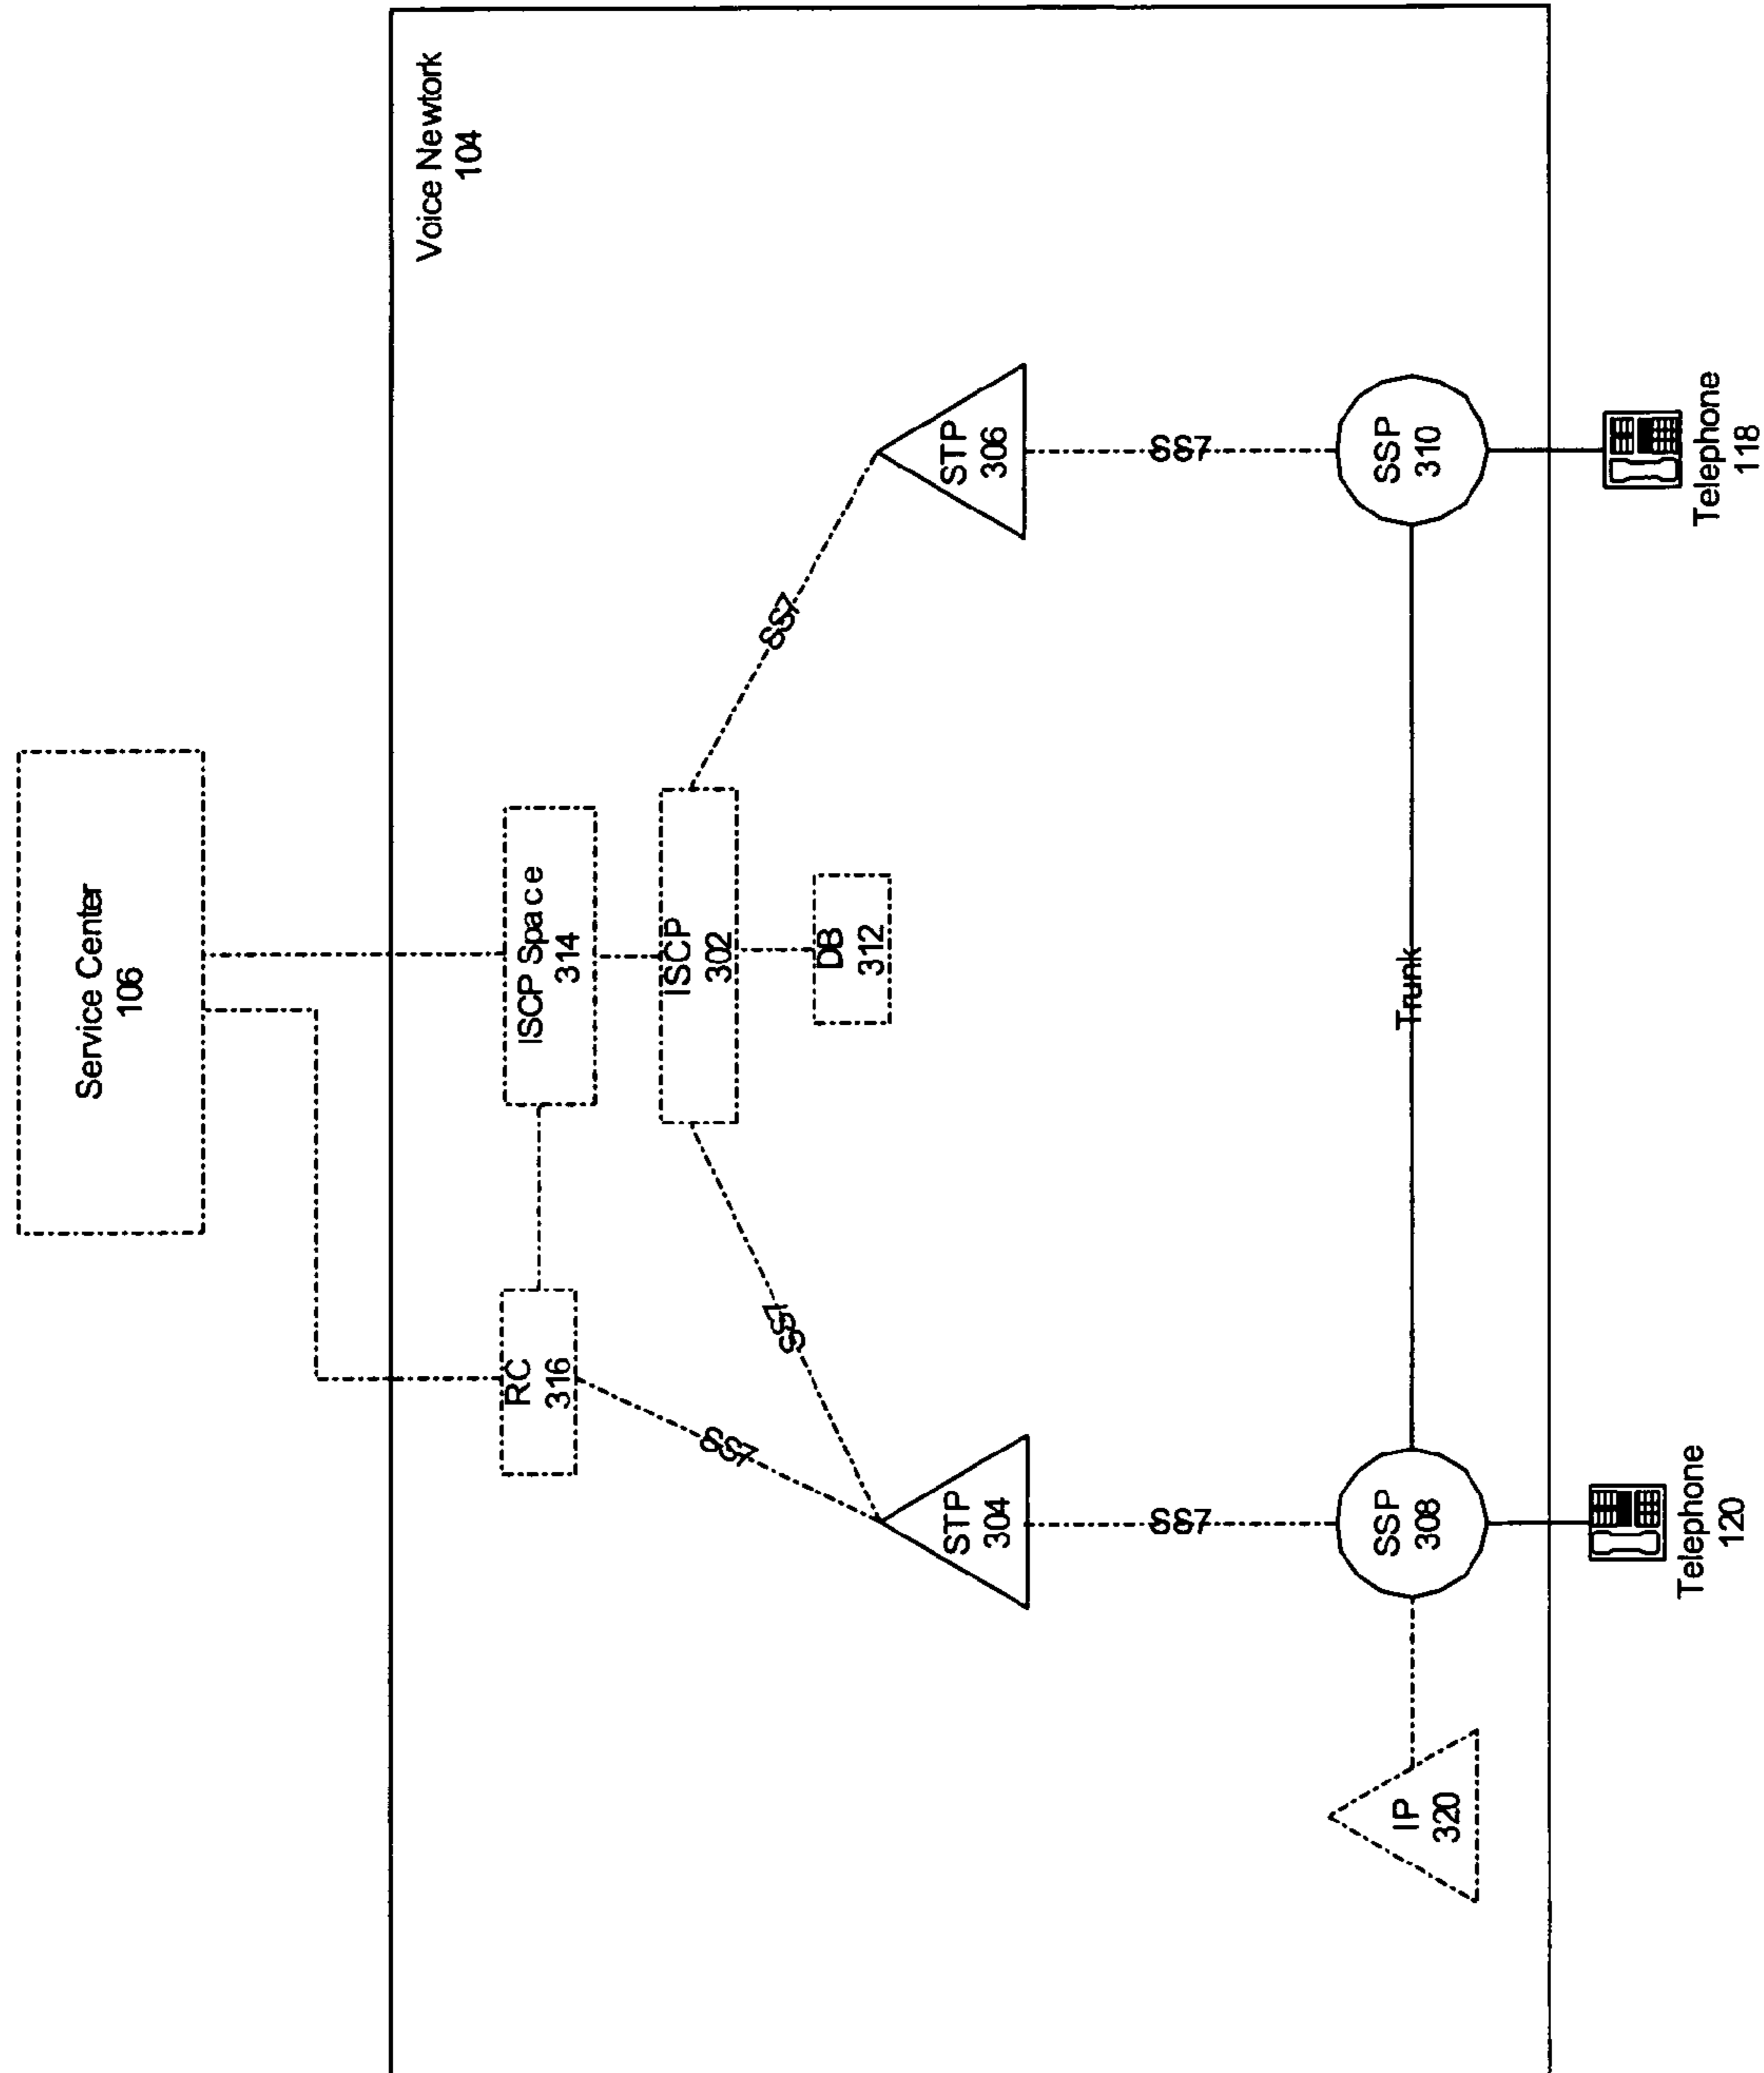 Service Center
106
Voice Newtork
104
RC
316
ISCP Space
314
ISCP
302
DB
312
SS7
SS7
SS7
STP
304
STP
306
SS7
SS7
IP
320
SSP
308
Trunk
SSP
310
Telephone
120
Telephone
118